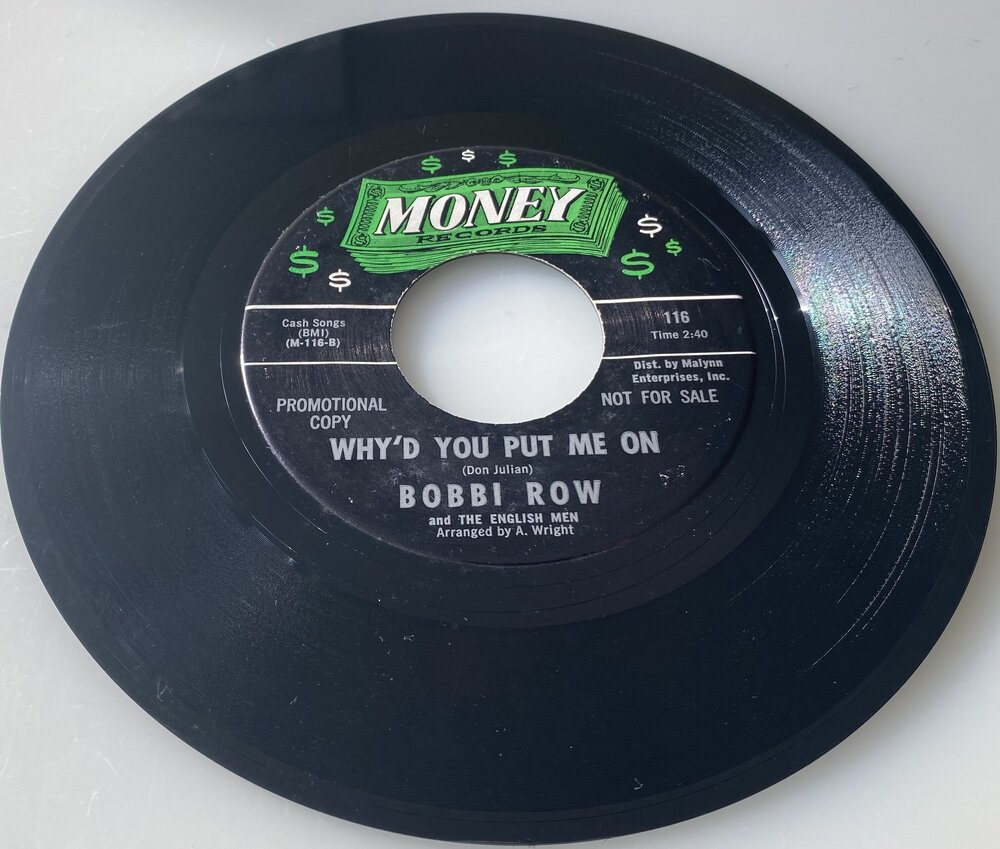 $ $ $
MONEY
RECORDS
$ $ $
$ $ $
Cash Songs
(BMI)
(M-116-B)
116
Time 2:40
Dist. by Malynn
Enterprises, Inc.
PROMOTIONAL
COPY
NOT FOR SALE
WHY'D YOU PUT ME ON
(Don Julian)
BOBBI ROW
and THE ENGLISH MEN
Arranged by A. Wright